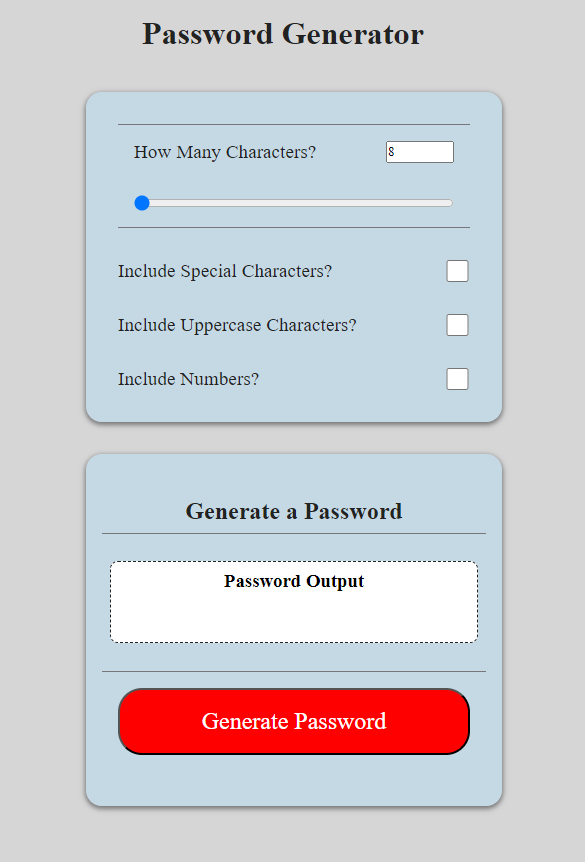 Password Generator
How Many Characters? 8
Include Special Characters?
Include Uppercase Characters?
Include Numbers?
Generate a Password
Password Output
Generate Password